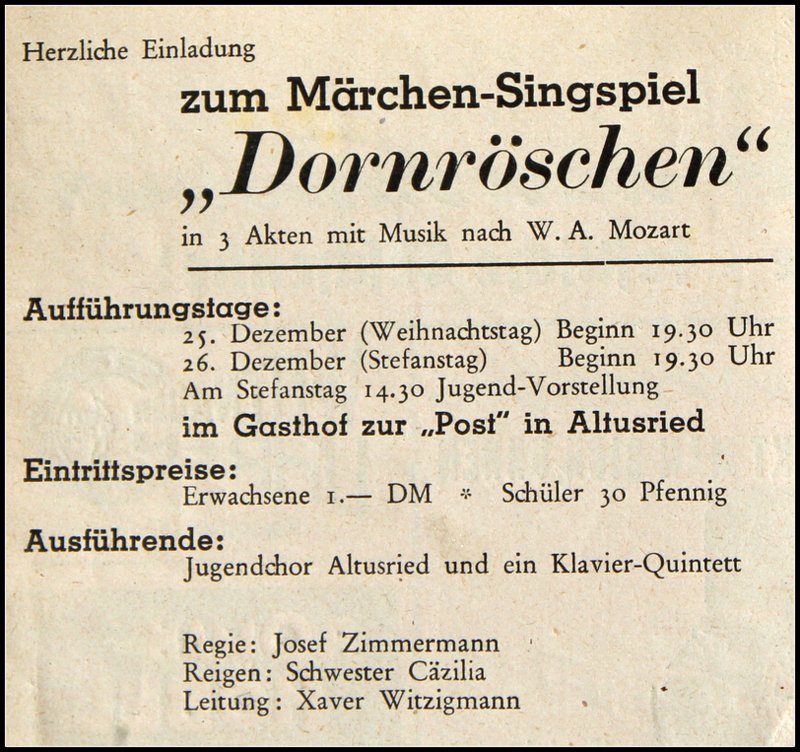 Herzliche Einladung
zum Märchen-Singspiel
„Dornröschen“
in 3 Akten mit Musik nach W. A. Mozart
Aufführungstage:
25. Dezember (Weihnachtstag) Beginn 19.30 Uhr
26. Dezember (Stefanstag) Beginn 19.30 Uhr
Am Stefanstag 14.30 Jugend-Vorstellung
im Gasthof zur „Post" in Altusried
Eintrittspreise:
Erwachsene 1.— DM * Schüler 30 Pfennig
Ausführende:
Jugendchor Altusried und ein Klavier-Quintett
Regie: Josef Zimmermann
Reigen: Schwester Cäzilia
Leitung: Xaver Witzigmann